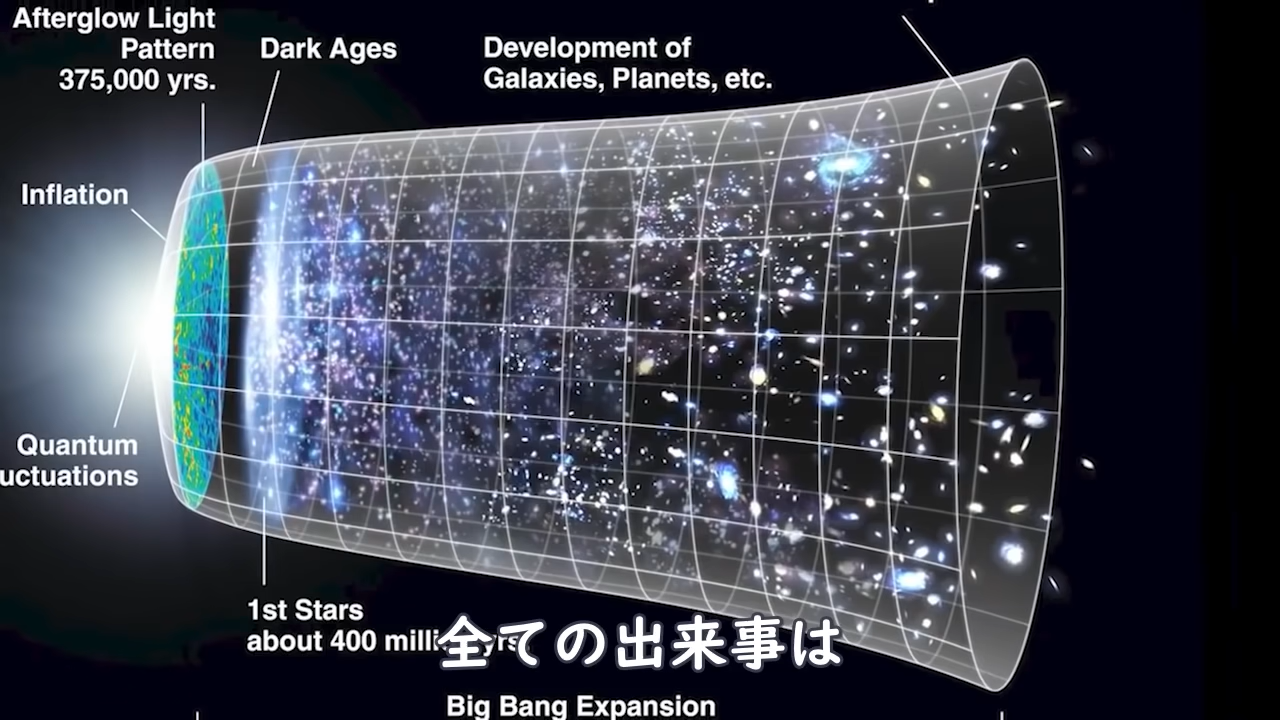 Afterglow Light
Pattern
375,000 yrs.
Dark Ages
Development of
Galaxies, Planets, etc.
Inflation
Quantum
uctuations
1st Stars
about 400 milli
全ての出来事は
Big Bang Expansion